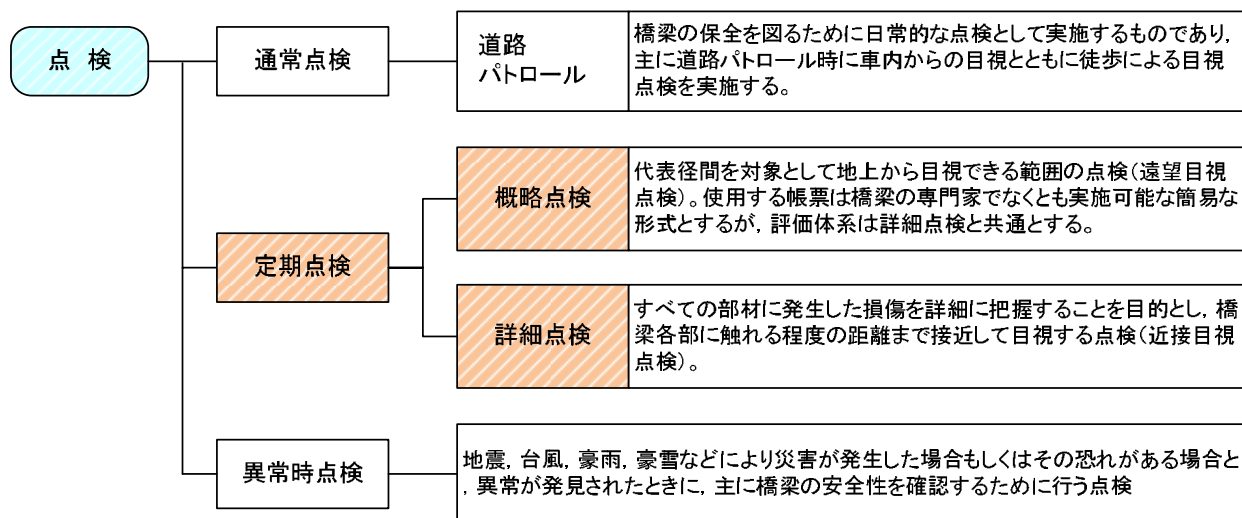 点 検
通常点検
道路
パトロール
橋梁の保全を図るために日常的な点検として実施するものであり,
主に道路パトロール時に車内からの目視とともに徒歩による目視
点検を実施する。
定期点検
概略点検
代表径間を対象として地上から目視できる範囲の点検(遠望目視
点検)。使用する帳票は橋梁の専門家でなくとも実施可能な簡易な
形式とするが, 評価体系は詳細点検と共通とする。
詳細点検
すべての部材に発生した損傷を詳細に把握することを目的とし, 橋
梁各部に触れる程度の距離まで接近して目視する点検(近接目視
点検)。
異常時点検
地震, 台風, 豪雨, 豪雪などにより災害が発生した場合もしくはその恐れがある場合と
, 異常が発見されたときに, 主に橋梁の安全性を確認するために行う点検